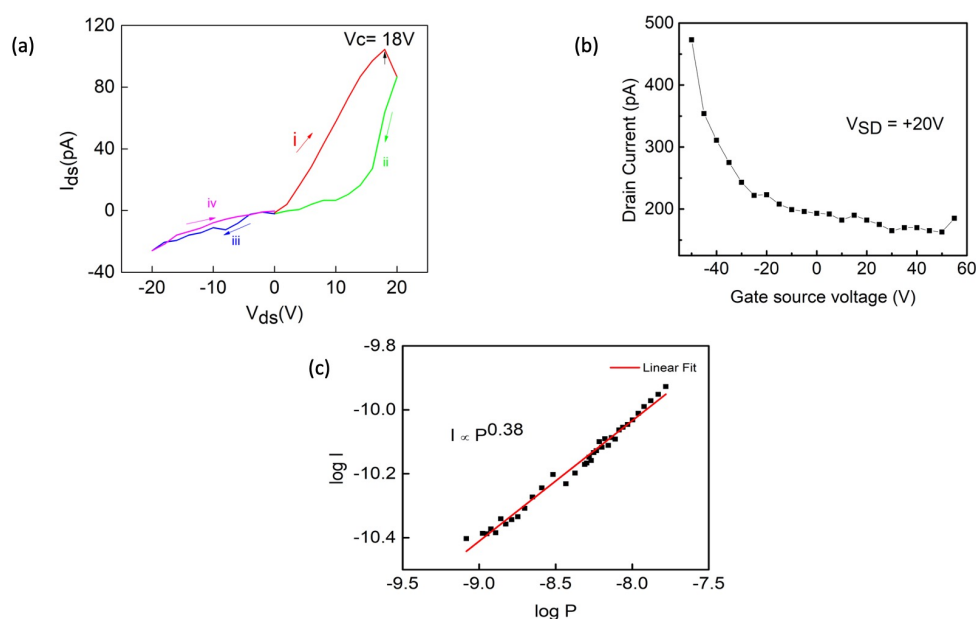 (a)
120
80
40
0
-40
Ids(pA)
Vc= 18V
i
ii
iv
iii
-20
-10
0
10
20
Vds(V)
(b)
500
400
300
200
Drain Current (pA)
VSD = +20V
-40
-20
0
20
40
60
Gate source voltage (V)
(c)
-9.8
-10.0
-10.2
-10.4
log I
Linear Fit
I ∝ P^0.38
-9.5
-9.0
-8.5
-8.0
-7.5
log P